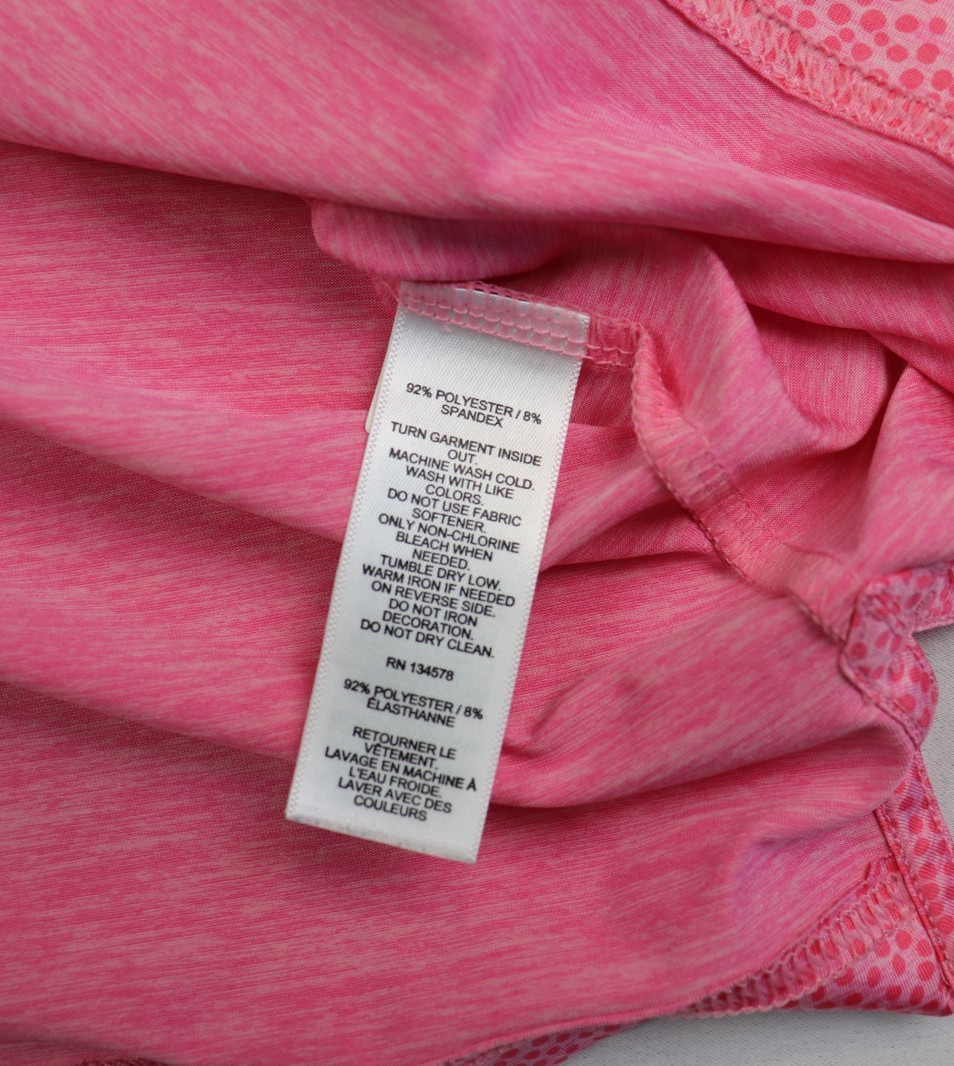 92% POLYESTER / 8%
SPANDEX
TURN GARMENT INSIDE
OUT.
MACHINE WASH COLD.
WASH WITH LIKE
COLORS.
DO NOT USE FABRIC
SOFTENER.
ONLY NON-CHLORINE
BLEACH WHEN
NEEDED.
TUMBLE DRY LOW.
WARM IRON IF NEEDED
ON REVERSE SIDE.
DO NOT IRON
DECORATION.
DO NOT DRY CLEAN.
RN 134578
92% POLYESTER / 8%
ÉLASTHANNE
RETOURNER LE
VÊTEMENT.
LAVAGE EN MACHINE À
L'EAU FROIDE.
LAVER AVEC DES
COULEURS